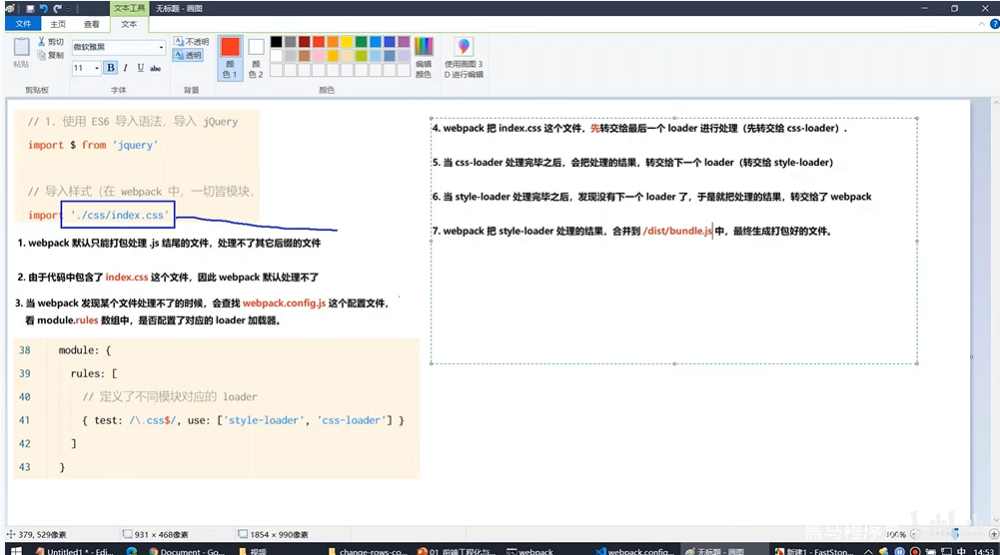 文本工具 无标题 - 画图
文件 主页 查看 文本
粘贴 剪切 复制
微软雅黑
11 B I U abc
不透明
透明
颜色 1 颜色 2
编辑颜色
使用画图 3D 进行编辑
剪贴板 字体 背景 颜色
// 1. 使用 ES6 导入语法，导入 jQuery
import $ from 'jquery'
// 导入样式（在 webpack 中，一切皆模块，
import './css/index.css'
1. webpack 默认只能打包处理 .js 结尾的文件，处理不了其它后缀的文件
2. 由于代码中包含了 index.css 这个文件，因此 webpack 默认处理不了
3. 当 webpack 发现某个文件处理不了的时候，会查找 webpack.config.js 这个配置文件，
看 module.rules 数组中，是否配置了对应的 loader 加载器。
38 module: {
39 rules: [
40 // 定义了不同模块对应的 loader
41 { test: /\.css$/, use: ['style-loader', 'css-loader'] }
42 ]
43 }
4. webpack 把 index.css 这个文件，先转交给最后一个 loader 进行处理（先转交给 css-loader）.
5. 当 css-loader 处理完毕之后，会把处理的结果，转交给下一个 loader（转交给 style-loader）
6. 当 style-loader 处理完毕之后，发现没有下一个 loader 了，于是就把处理的结果，转交给了 webpack
7. webpack 把 style-loader 处理的结果，合并到 /dist/bundle.js 中，最终生成打包好的文件。
379, 529像素 931 × 468像素 1854 × 990像素 100%
Untitled1 * - Edi... Document - Go... 视频 change-rows-co... 01. 前端工程化与... webpack webpack.config... 无标题 - 画图 新建1 - FastSton... 中 14:53